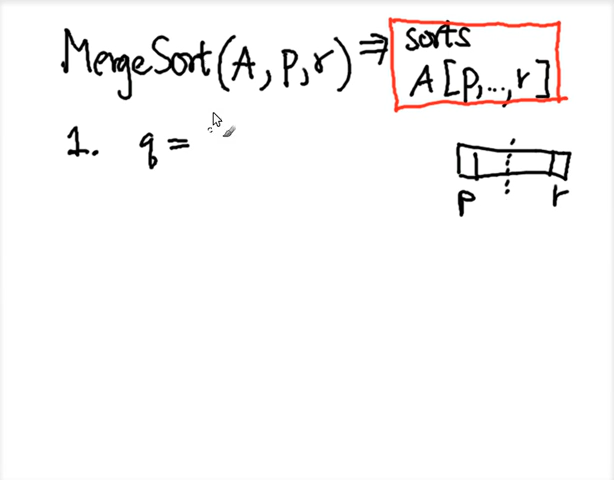 MergeSort(A, P, r) ⇒ sorts
A[p,...,r]
1. q =
p r